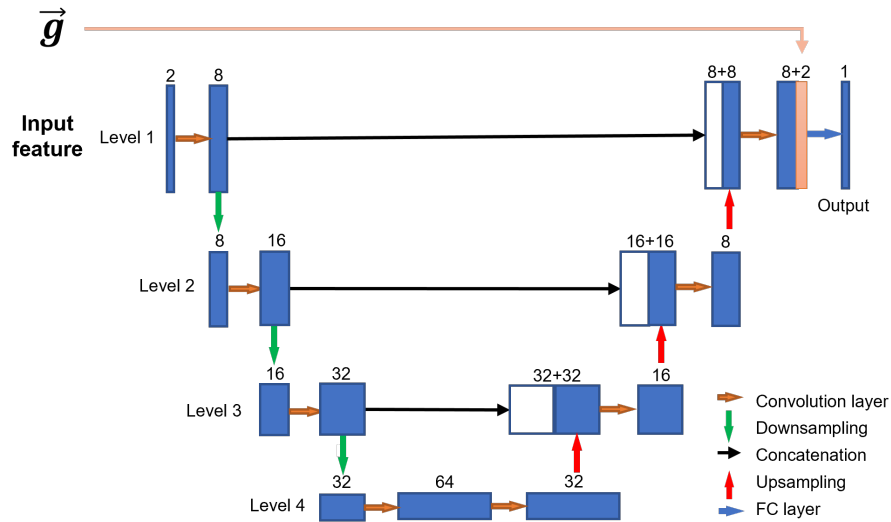 g
2 8 8+8 8+2 1
Input
feature
Level 1
Output
8 16 16+16 8
Level 2
16 32 32+32 16
Level 3
Convolution layer
Downsampling
Concatenation
Upsampling
FC layer
32 64 32
Level 4